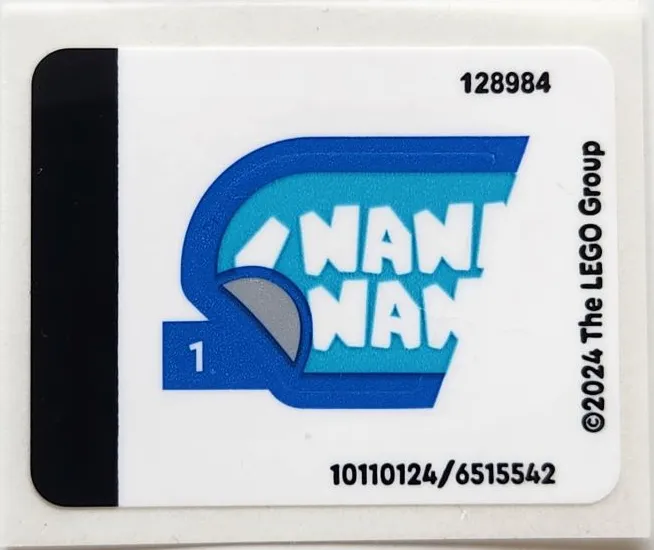 128984
NAN
NAN
1
©2024 The LEGO Group
10110124/6515542